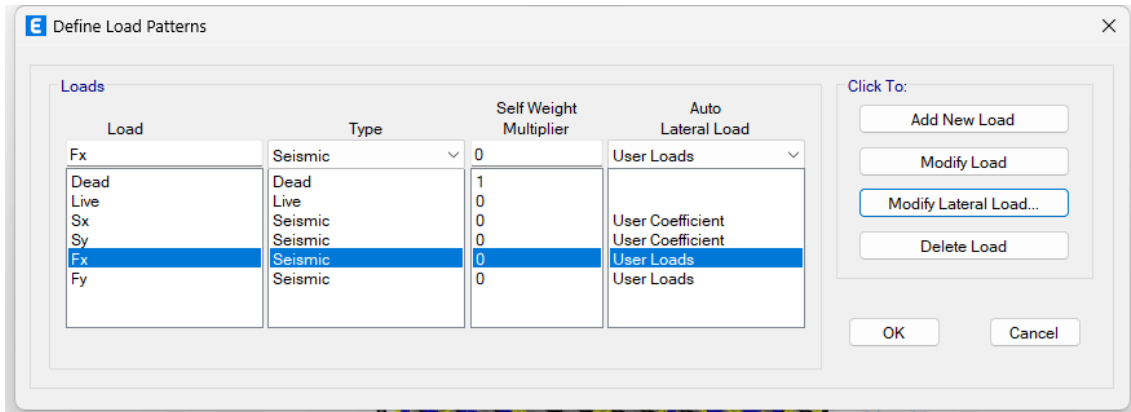 E Define Load Patterns
Loads
Click To:
Load Type Self Weight Multiplier Auto Lateral Load
Fx Seismic 0 User Loads
Dead Dead 1
Live Live 0
Sx Seismic 0 User Coefficient
Sy Seismic 0 User Coefficient
Fx Seismic 0 User Loads
Fy Seismic 0 User Loads
Add New Load
Modify Load
Modify Lateral Load...
Delete Load
OK Cancel